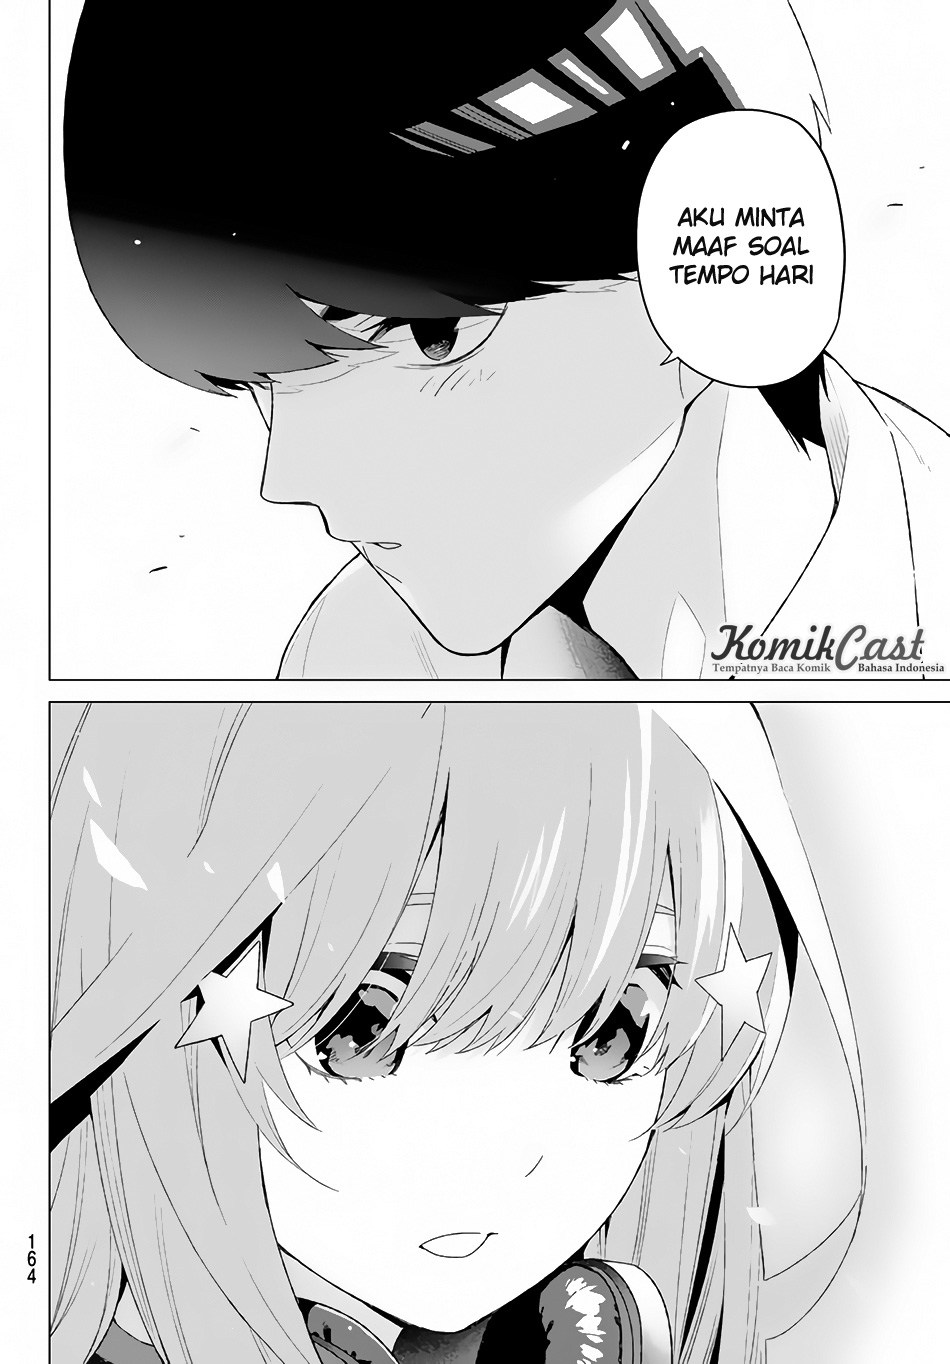 AKU MINTA
MAAF SOAL
TEMPO HARI
KomikCast
Tempatnya Baca Komik Bahasa Indonesia
164